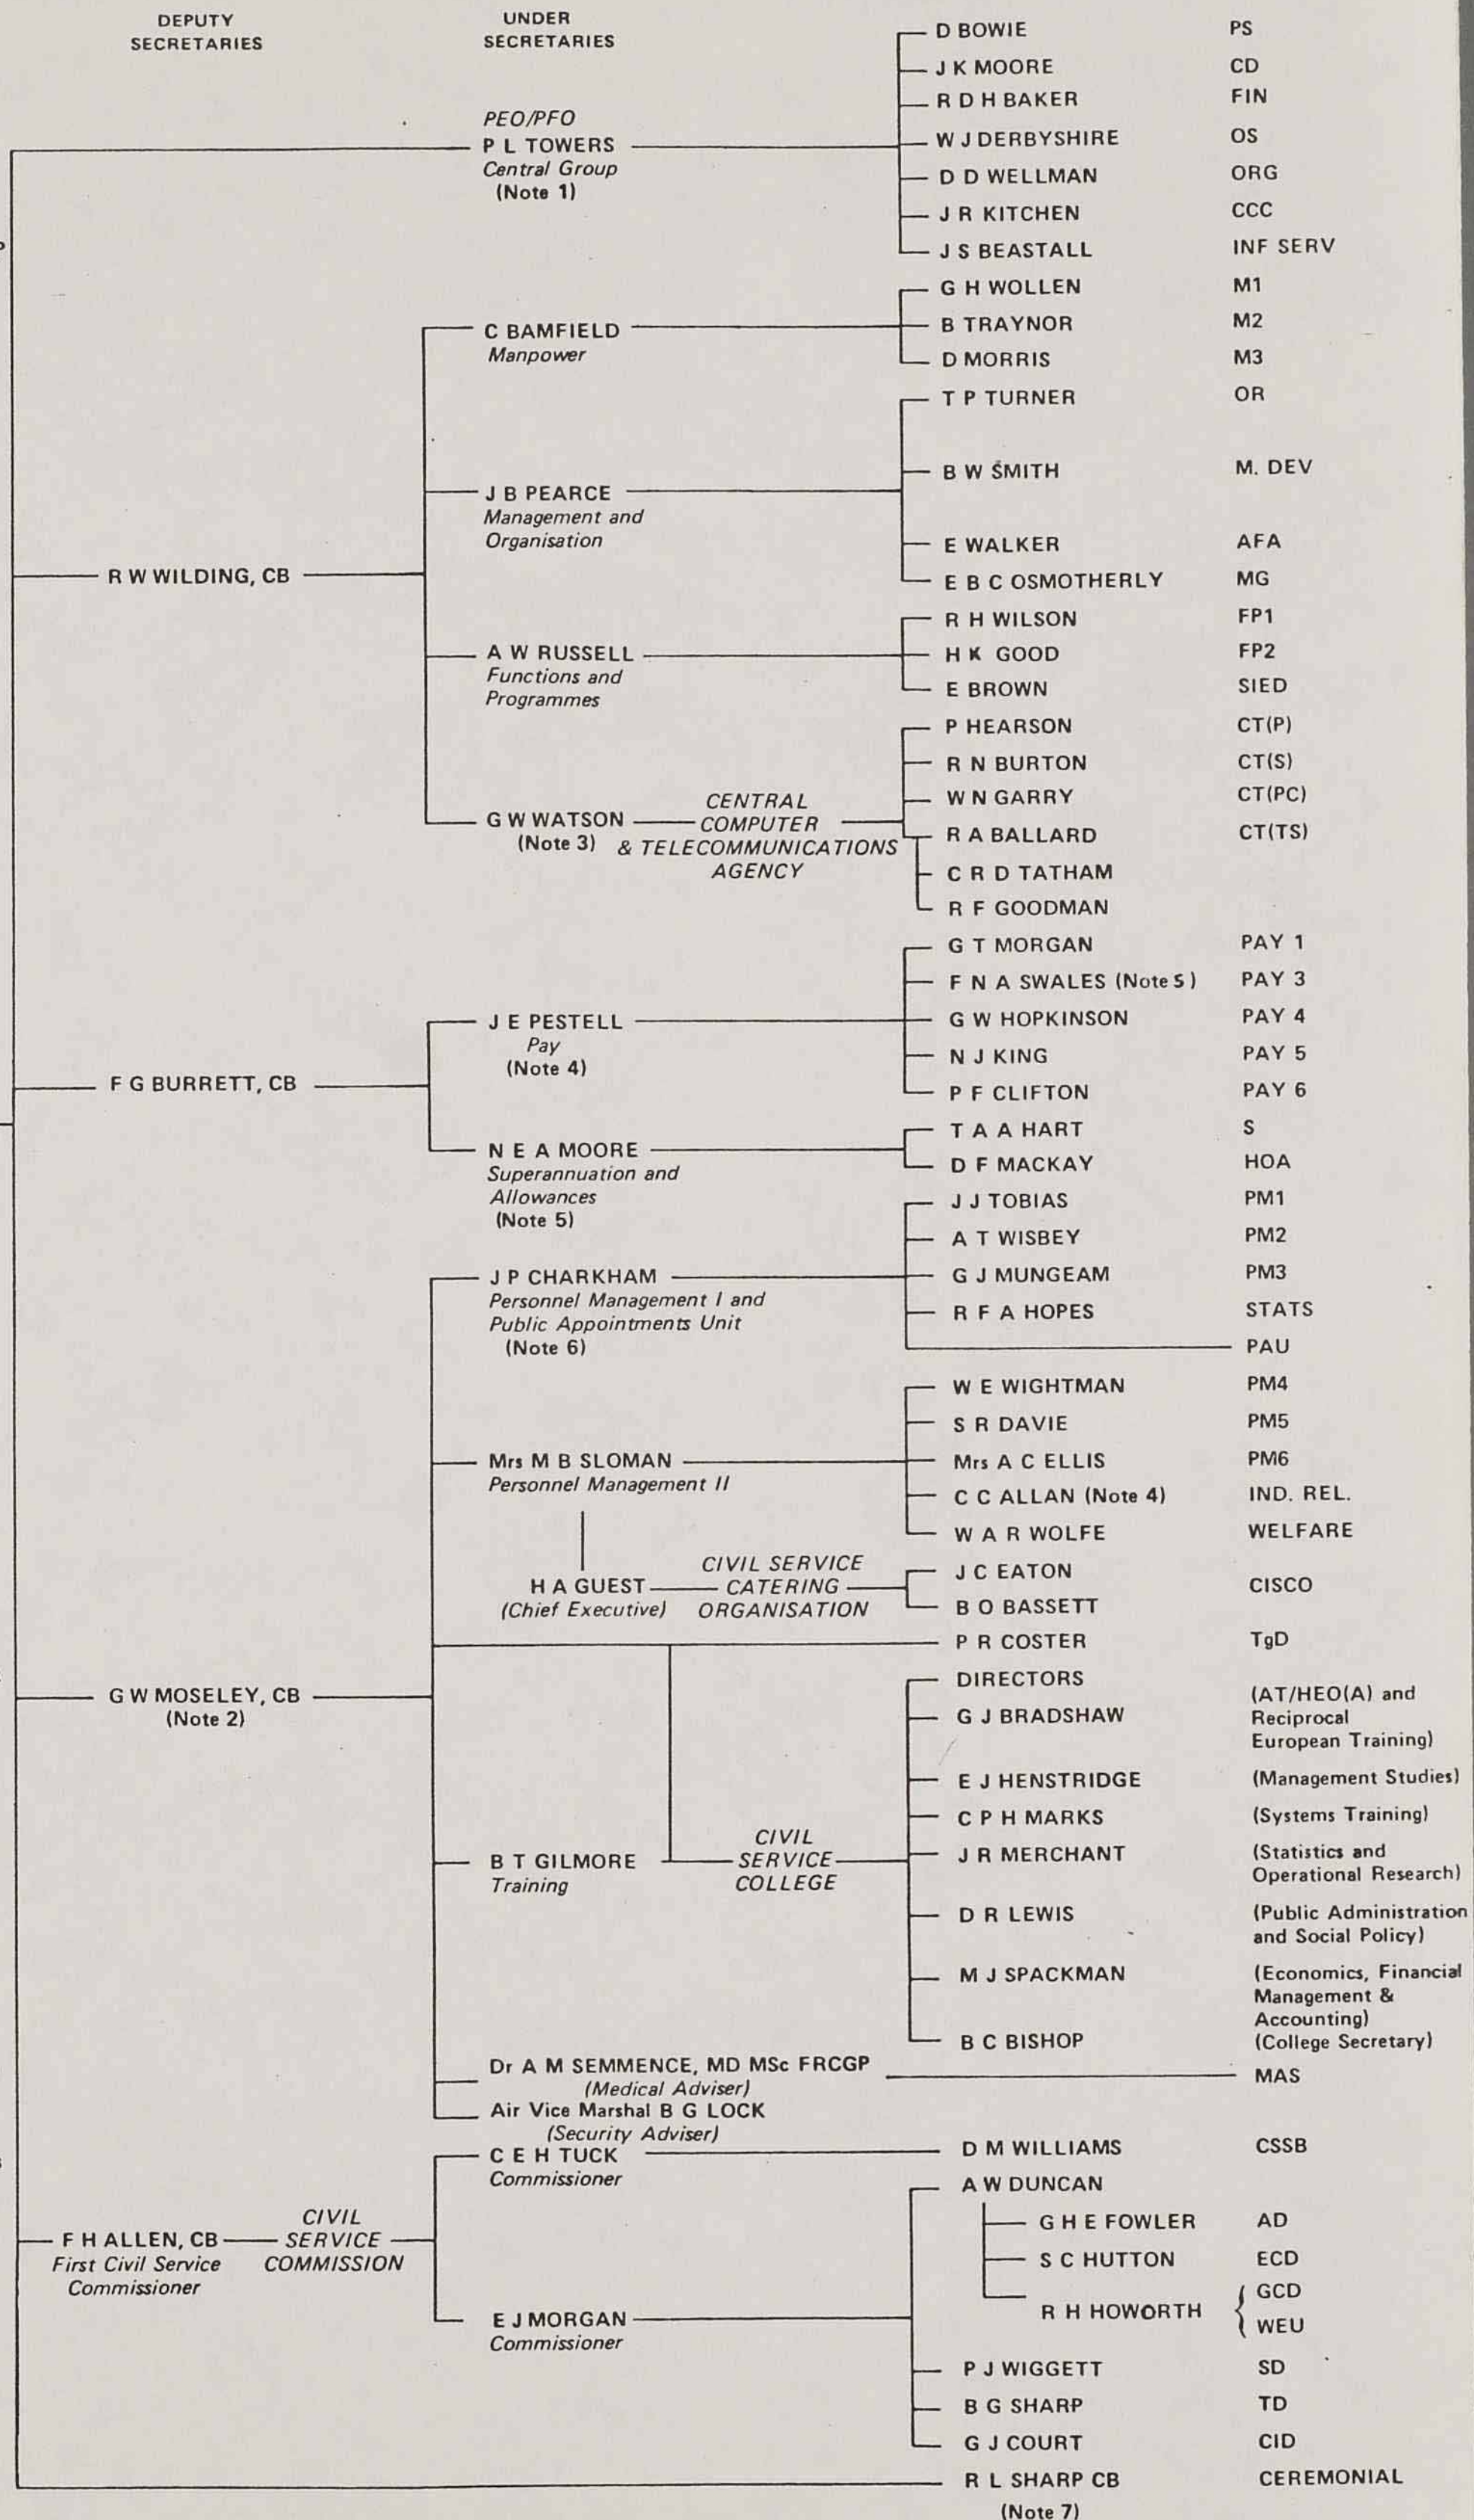 DEPUTY
SECRETARIES
UNDER
SECRETARIES
D BOWIE PS
J K MOORE CD
R D H BAKER FIN
PEO/PFO
P L TOWERS
Central Group
(Note 1)
W J DERBYSHIRE OS
D D WELLMAN ORG
J R KITCHEN CCC
J S BEASTALL INF SERV
G H WOLLEN M1
C BAMFIELD
Manpower
B TRAYNOR M2
D MORRIS M3
T P TURNER OR
B W SMITH M. DEV
J B PEARCE
Management and
Organisation
E WALKER AFA
E B C OSMOTHERLY MG
R W WILDING, CB
R H WILSON FP1
A W RUSSELL
Functions and
Programmes
H K GOOD FP2
E BROWN SIED
P HEARSON CT(P)
R N BURTON CT(S)
W N GARRY CT(PC)
G W WATSON
(Note 3)
CENTRAL
COMPUTER
& TELECOMMUNICATIONS
AGENCY
R A BALLARD CT(TS)
C R D TATHAM
R F GOODMAN
G T MORGAN PAY 1
F N A SWALES (Note 5) PAY 3
J E PESTELL
Pay
(Note 4)
G W HOPKINSON PAY 4
N J KING PAY 5
F G BURRETT, CB
P F CLIFTON PAY 6
T A A HART S
N E A MOORE
Superannuation and
Allowances
(Note 5)
D F MACKAY HOA
J J TOBIAS PM1
A T WISBEY PM2
J P CHARKHAM
Personnel Management I and
Public Appointments Unit
(Note 6)
G J MUNGEAM PM3
R F A HOPES STATS
PAU
W E WIGHTMAN PM4
S R DAVIE PM5
Mrs M B SLOMAN
Personnel Management II
Mrs A C ELLIS PM6
C C ALLAN (Note 4) IND. REL.
W A R WOLFE WELFARE
H A GUEST
(Chief Executive)
CIVIL SERVICE
CATERING
ORGANISATION
J C EATON
B O BASSETT
CISCO
P R COSTER TgD
G W MOSELEY, CB
(Note 2)
DIRECTORS
G J BRADSHAW
(AT/HEO(A) and
Reciprocal
European Training)
E J HENSTRIDGE (Management Studies)
C P H MARKS (Systems Training)
B T GILMORE
Training
CIVIL
SERVICE
COLLEGE
J R MERCHANT (Statistics and
Operational Research)
D R LEWIS (Public Administration
and Social Policy)
M J SPACKMAN (Economics, Financial
Management &
Accounting)
B C BISHOP (College Secretary)
Dr A M SEMMENCE, MD MSc FRCGP
(Medical Adviser)
MAS
Air Vice Marshal B G LOCK
(Security Adviser)
C E H TUCK
Commissioner
D M WILLIAMS CSSB
A W DUNCAN
F H ALLEN, CB
First Civil Service
Commissioner
CIVIL
SERVICE
COMMISSION
G H E FOWLER AD
S C HUTTON ECD
R H HOWORTH { GCD
WEU
E J MORGAN
Commissioner
P J WIGGETT SD
B G SHARP TD
G J COURT CID
R L SHARP CB CEREMONIAL
(Note 7)